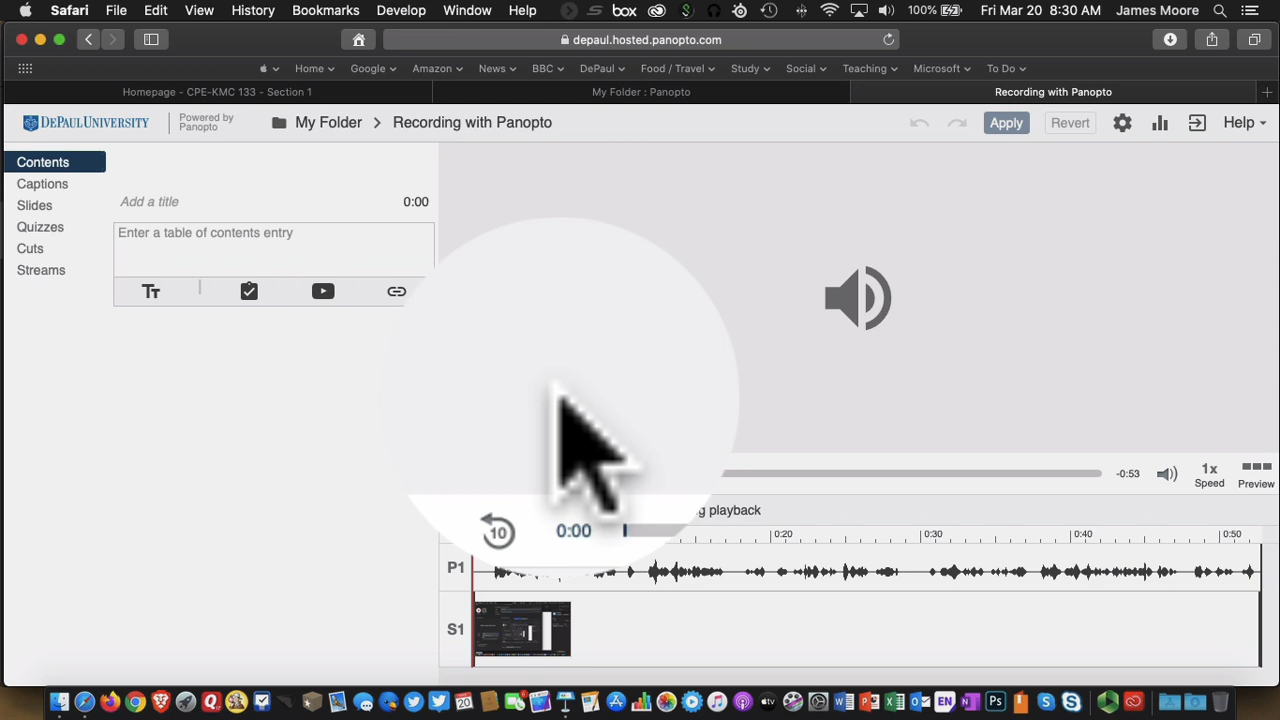 Safari File Edit View History Bookmarks Develop Window Help box 100% Fri Mar 20 8:30 AM James Moore
depaul.hosted.panopto.com
Home Google Amazon News BBC DePaul Food / Travel Study Social Teaching Microsoft To Do
Homepage - CPE-KMC 133 - Section 1 My Folder : Panopto Recording with Panopto
DEPAUL UNIVERSITY Powered by
Panopto
My Folder > Recording with Panopto Apply Revert Help
Contents
Captions
Slides
Quizzes
Cuts
Streams
Add a title 0:00
Enter a table of contents entry
-0:53 1x
Speed Preview
10 0:00
playback
0:20 0:30 0:40 0:50
P1
S1
20
EN